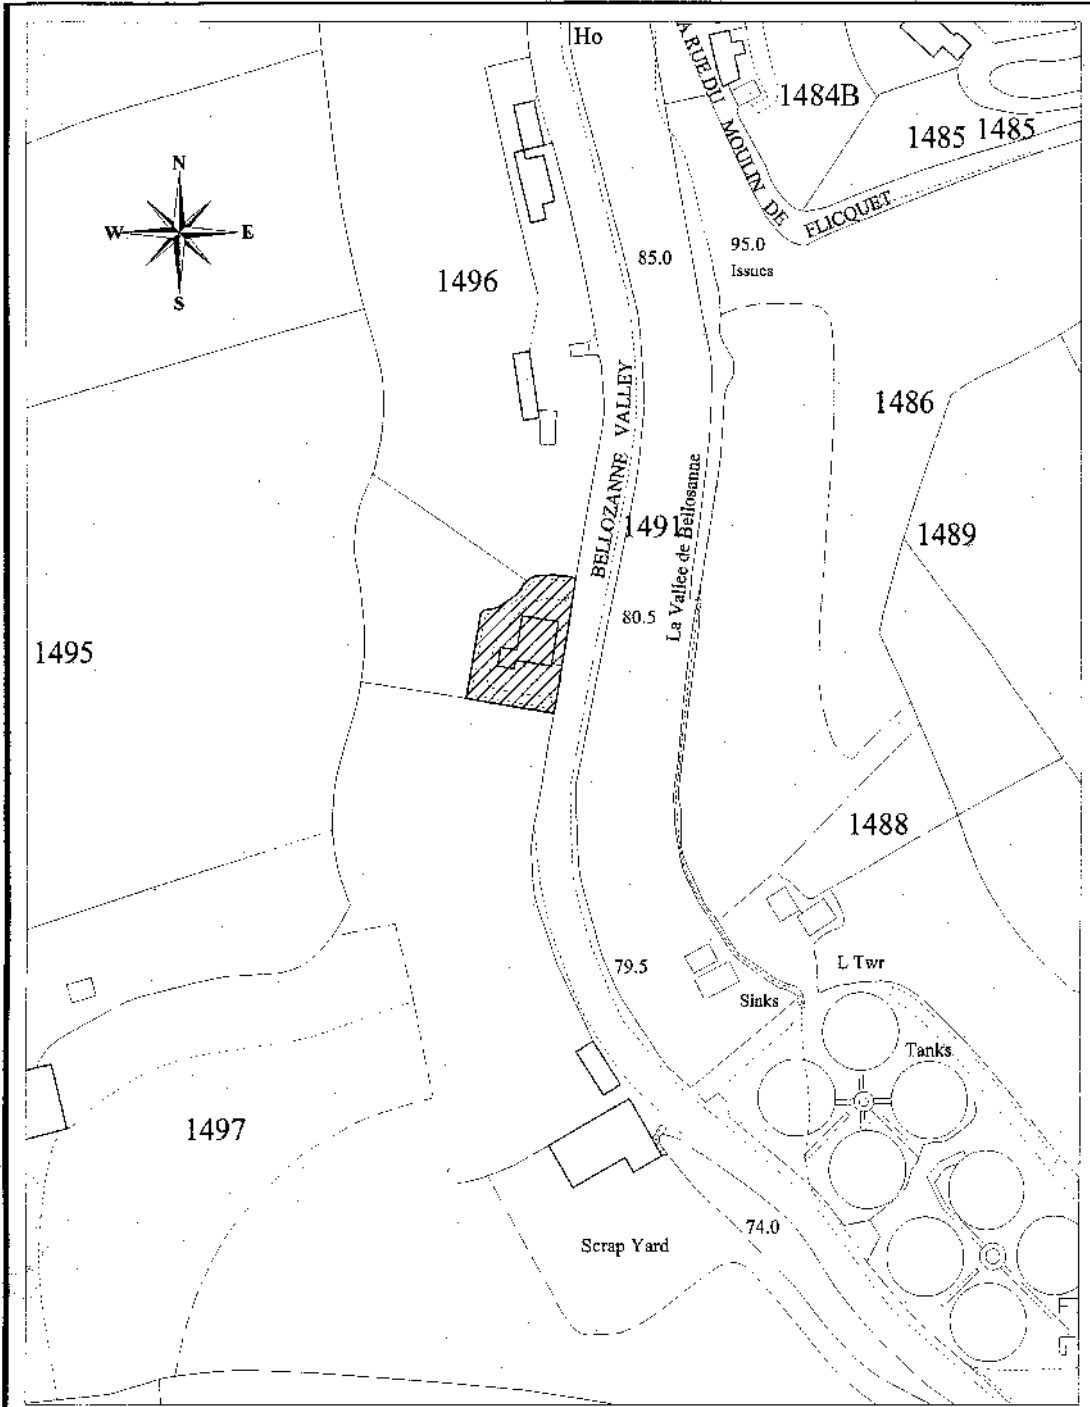 Ho
A RUE DU MOULIN DE FLICQUET
1484B
1485 1485
N
W E
S
1496
85.0
95.0
Issues
BELLOZANNE VALLEY
1486
1491
La Vallee de Bellosanne
1489
80.5
1495
1488
79.5
L Twr
Sinks
Tanks
1497
74.0
Scrap Yard